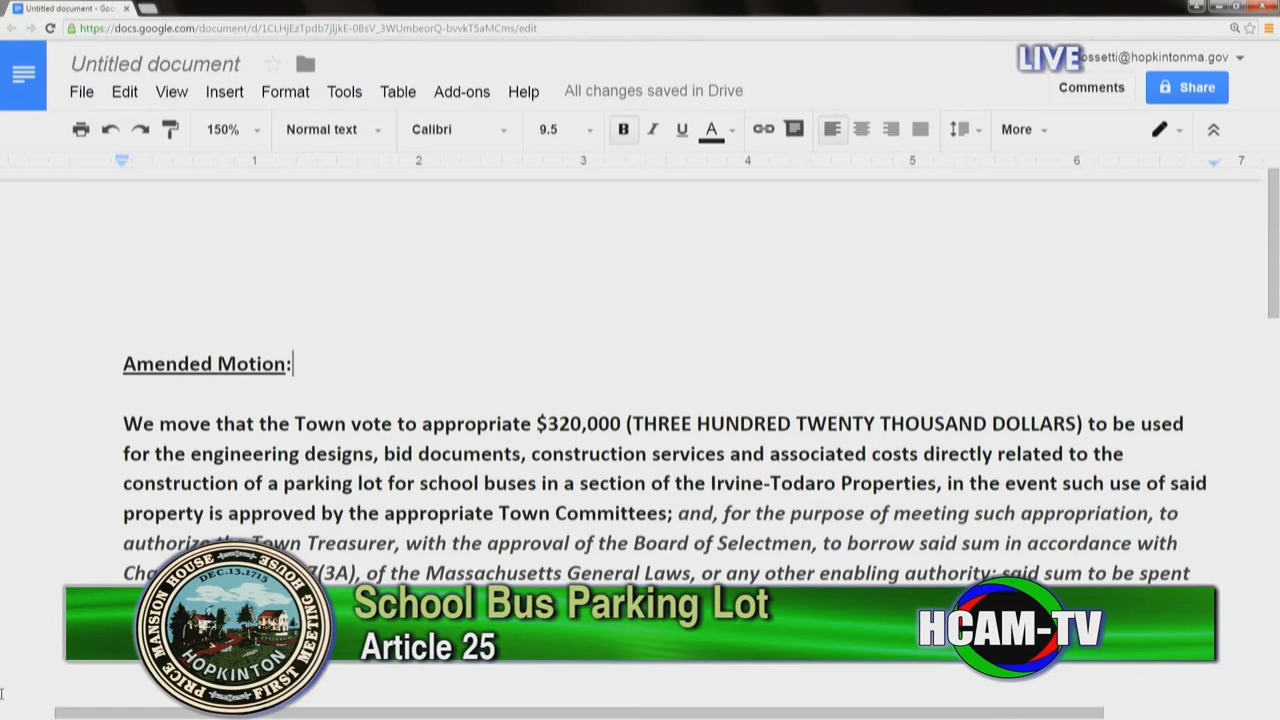 Untitled document - Goo
https://docs.google.com/document/d/1CLHjEzTpdb7jIjkE-0BsV_3WUmbeorQ-bvvkT5aMCms/edit
Untitled document
LIVE
ossetti@hopkintonma.gov
File Edit View Insert Format Tools Table Add-ons Help All changes saved in Drive
Comments
Share
150% Normal text Calibri 9.5 B I U A More
1 2 3 4 5 6 7
Amended Motion:
We move that the Town vote to appropriate $320,000 (THREE HUNDRED TWENTY THOUSAND DOLLARS) to be used
for the engineering designs, bid documents, construction services and associated costs directly related to the
construction of a parking lot for school buses in a section of the Irvine-Todaro Properties, in the event such use of said
property is approved by the appropriate Town Committees; and, for the purpose of meeting such appropriation, to
authorize the Town Treasurer, with the approval of the Board of Selectmen, to borrow said sum in accordance with
7(3A), of the Massachusetts General Laws, or any other enabling authority; said sum to be spent
School Bus Parking Lot
Article 25
PRICE MANSION HOUSE HOUSE FIRST MEETING
DEC.13.1715
HOPKINTON
HCAM-TV